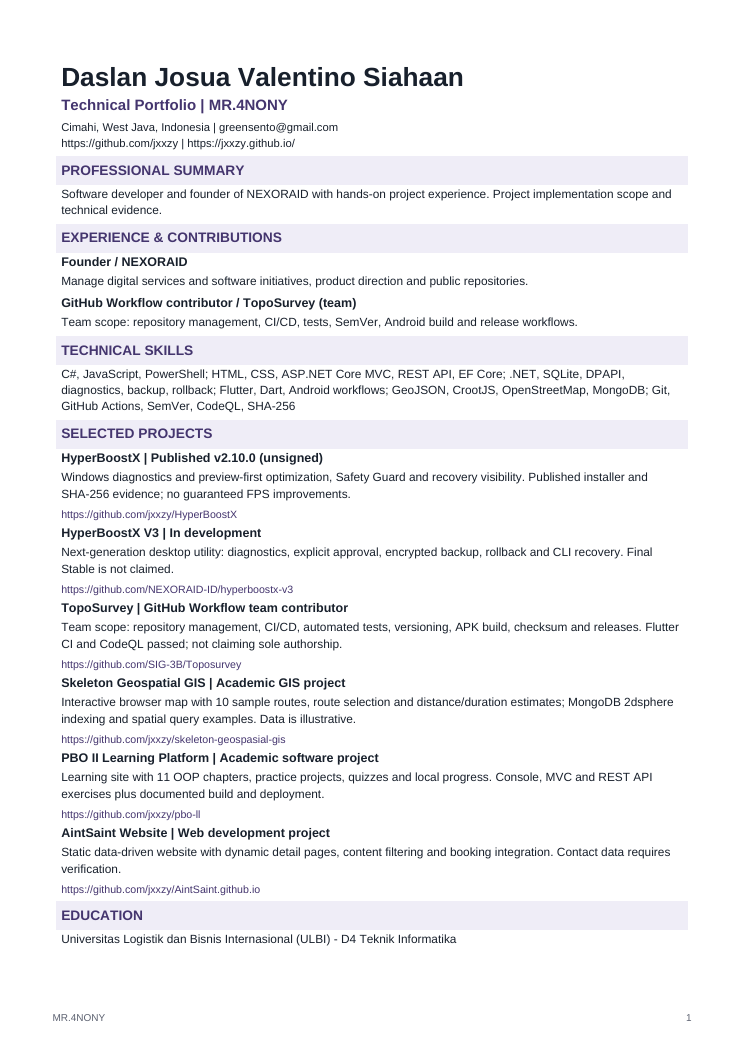 Daslan Josua Valentino Siahaan
Technical Portfolio | MR.4NONY
Cimahi, West Java, Indonesia | greensento@gmail.com
https://github.com/jxxzy | https://jxxzy.github.io/
PROFESSIONAL SUMMARY
Software developer and founder of NEXORAID with hands-on project experience. Project implementation scope and
technical evidence.
EXPERIENCE & CONTRIBUTIONS
Founder / NEXORAID
Manage digital services and software initiatives, product direction and public repositories.
GitHub Workflow contributor / TopoSurvey (team)
Team scope: repository management, CI/CD, tests, SemVer, Android build and release workflows.
TECHNICAL SKILLS
C#, JavaScript, PowerShell; HTML, CSS, ASP.NET Core MVC, REST API, EF Core; .NET, SQLite, DPAPI,
diagnostics, backup, rollback; Flutter, Dart, Android workflows; GeoJSON, CrootJS, OpenStreetMap, MongoDB; Git,
GitHub Actions, SemVer, CodeQL, SHA-256
SELECTED PROJECTS
HyperBoostX | Published v2.10.0 (unsigned)
Windows diagnostics and preview-first optimization, Safety Guard and recovery visibility. Published installer and
SHA-256 evidence; no guaranteed FPS improvements.
https://github.com/jxxzy/HyperBoostX
HyperBoostX V3 | In development
Next-generation desktop utility: diagnostics, explicit approval, encrypted backup, rollback and CLI recovery. Final
Stable is not claimed.
https://github.com/NEXORAID-ID/hyperboostx-v3
TopoSurvey | GitHub Workflow team contributor
Team scope: repository management, CI/CD, automated tests, versioning, APK build, checksum and releases. Flutter
CI and CodeQL passed; not claiming sole authorship.
https://github.com/SIG-3B/Toposurvey
Skeleton Geospatial GIS | Academic GIS project
Interactive browser map with 10 sample routes, route selection and distance/duration estimates; MongoDB 2dsphere
indexing and spatial query examples. Data is illustrative.
https://github.com/jxxzy/skeleton-geospasial-gis
PBO II Learning Platform | Academic software project
Learning site with 11 OOP chapters, practice projects, quizzes and local progress. Console, MVC and REST API
exercises plus documented build and deployment.
https://github.com/jxxzy/pbo-ll
AintSaint Website | Web development project
Static data-driven website with dynamic detail pages, content filtering and booking integration. Contact data requires
verification.
https://github.com/jxxzy/AintSaint.github.io
EDUCATION
Universitas Logistik dan Bisnis Internasional (ULBI) - D4 Teknik Informatika
MR.4NONY
1